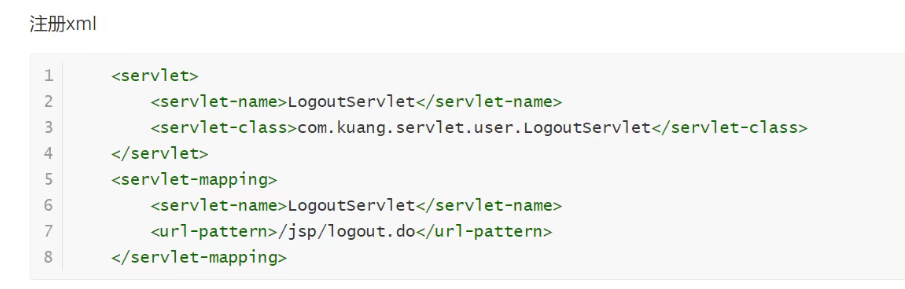 注册xml
1 <servlet>
2 <servlet-name>LogoutServlet</servlet-name>
3 <servlet-class>com.kuang.servlet.user.LogoutServlet</servlet-class>
4 </servlet>
5 <servlet-mapping>
6 <servlet-name>LogoutServlet</servlet-name>
7 <url-pattern>/jsp/logout.do</url-pattern>
8 </servlet-mapping>